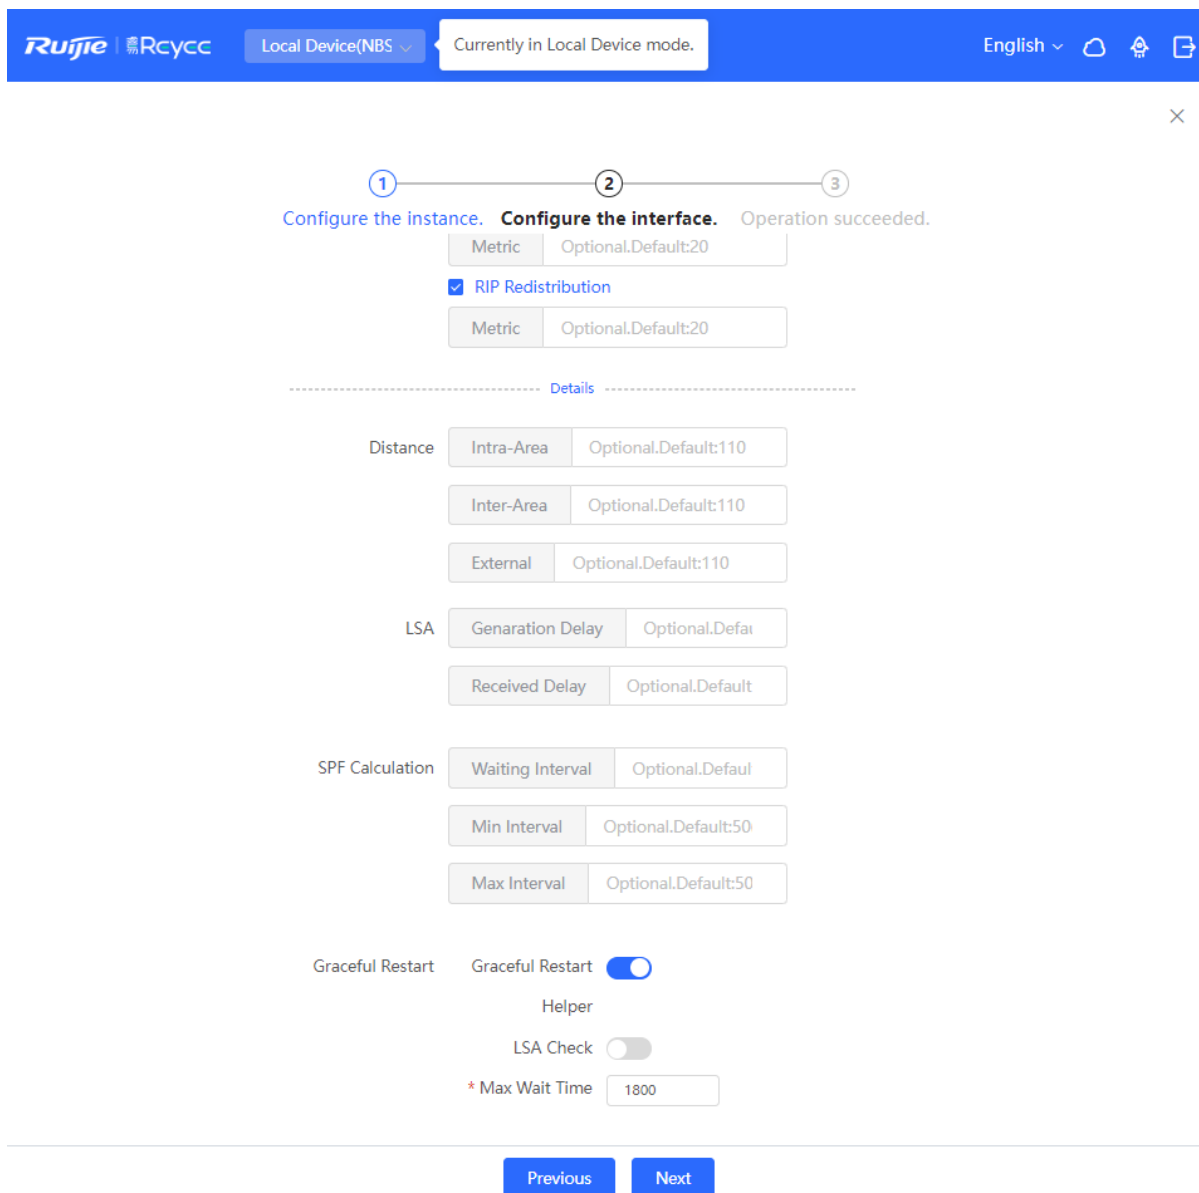 Ruijie Reyee Local Device(NBS Currently in Local Device mode. English
1 2 3
Configure the instance. Configure the interface. Operation succeeded.
Metric Optional.Default:20
RIP Redistribution
Metric Optional.Default:20
Details
Distance Intra-Area Optional.Default:110
Inter-Area Optional.Default:110
External Optional.Default:110
LSA Genaration Delay Optional.Defau
Received Delay Optional.Default
SPF Calculation Waiting Interval Optional.Defaul
Min Interval Optional.Default:50
Max Interval Optional.Default:50
Graceful Restart Graceful Restart
Helper
LSA Check
* Max Wait Time 1800
Previous Next